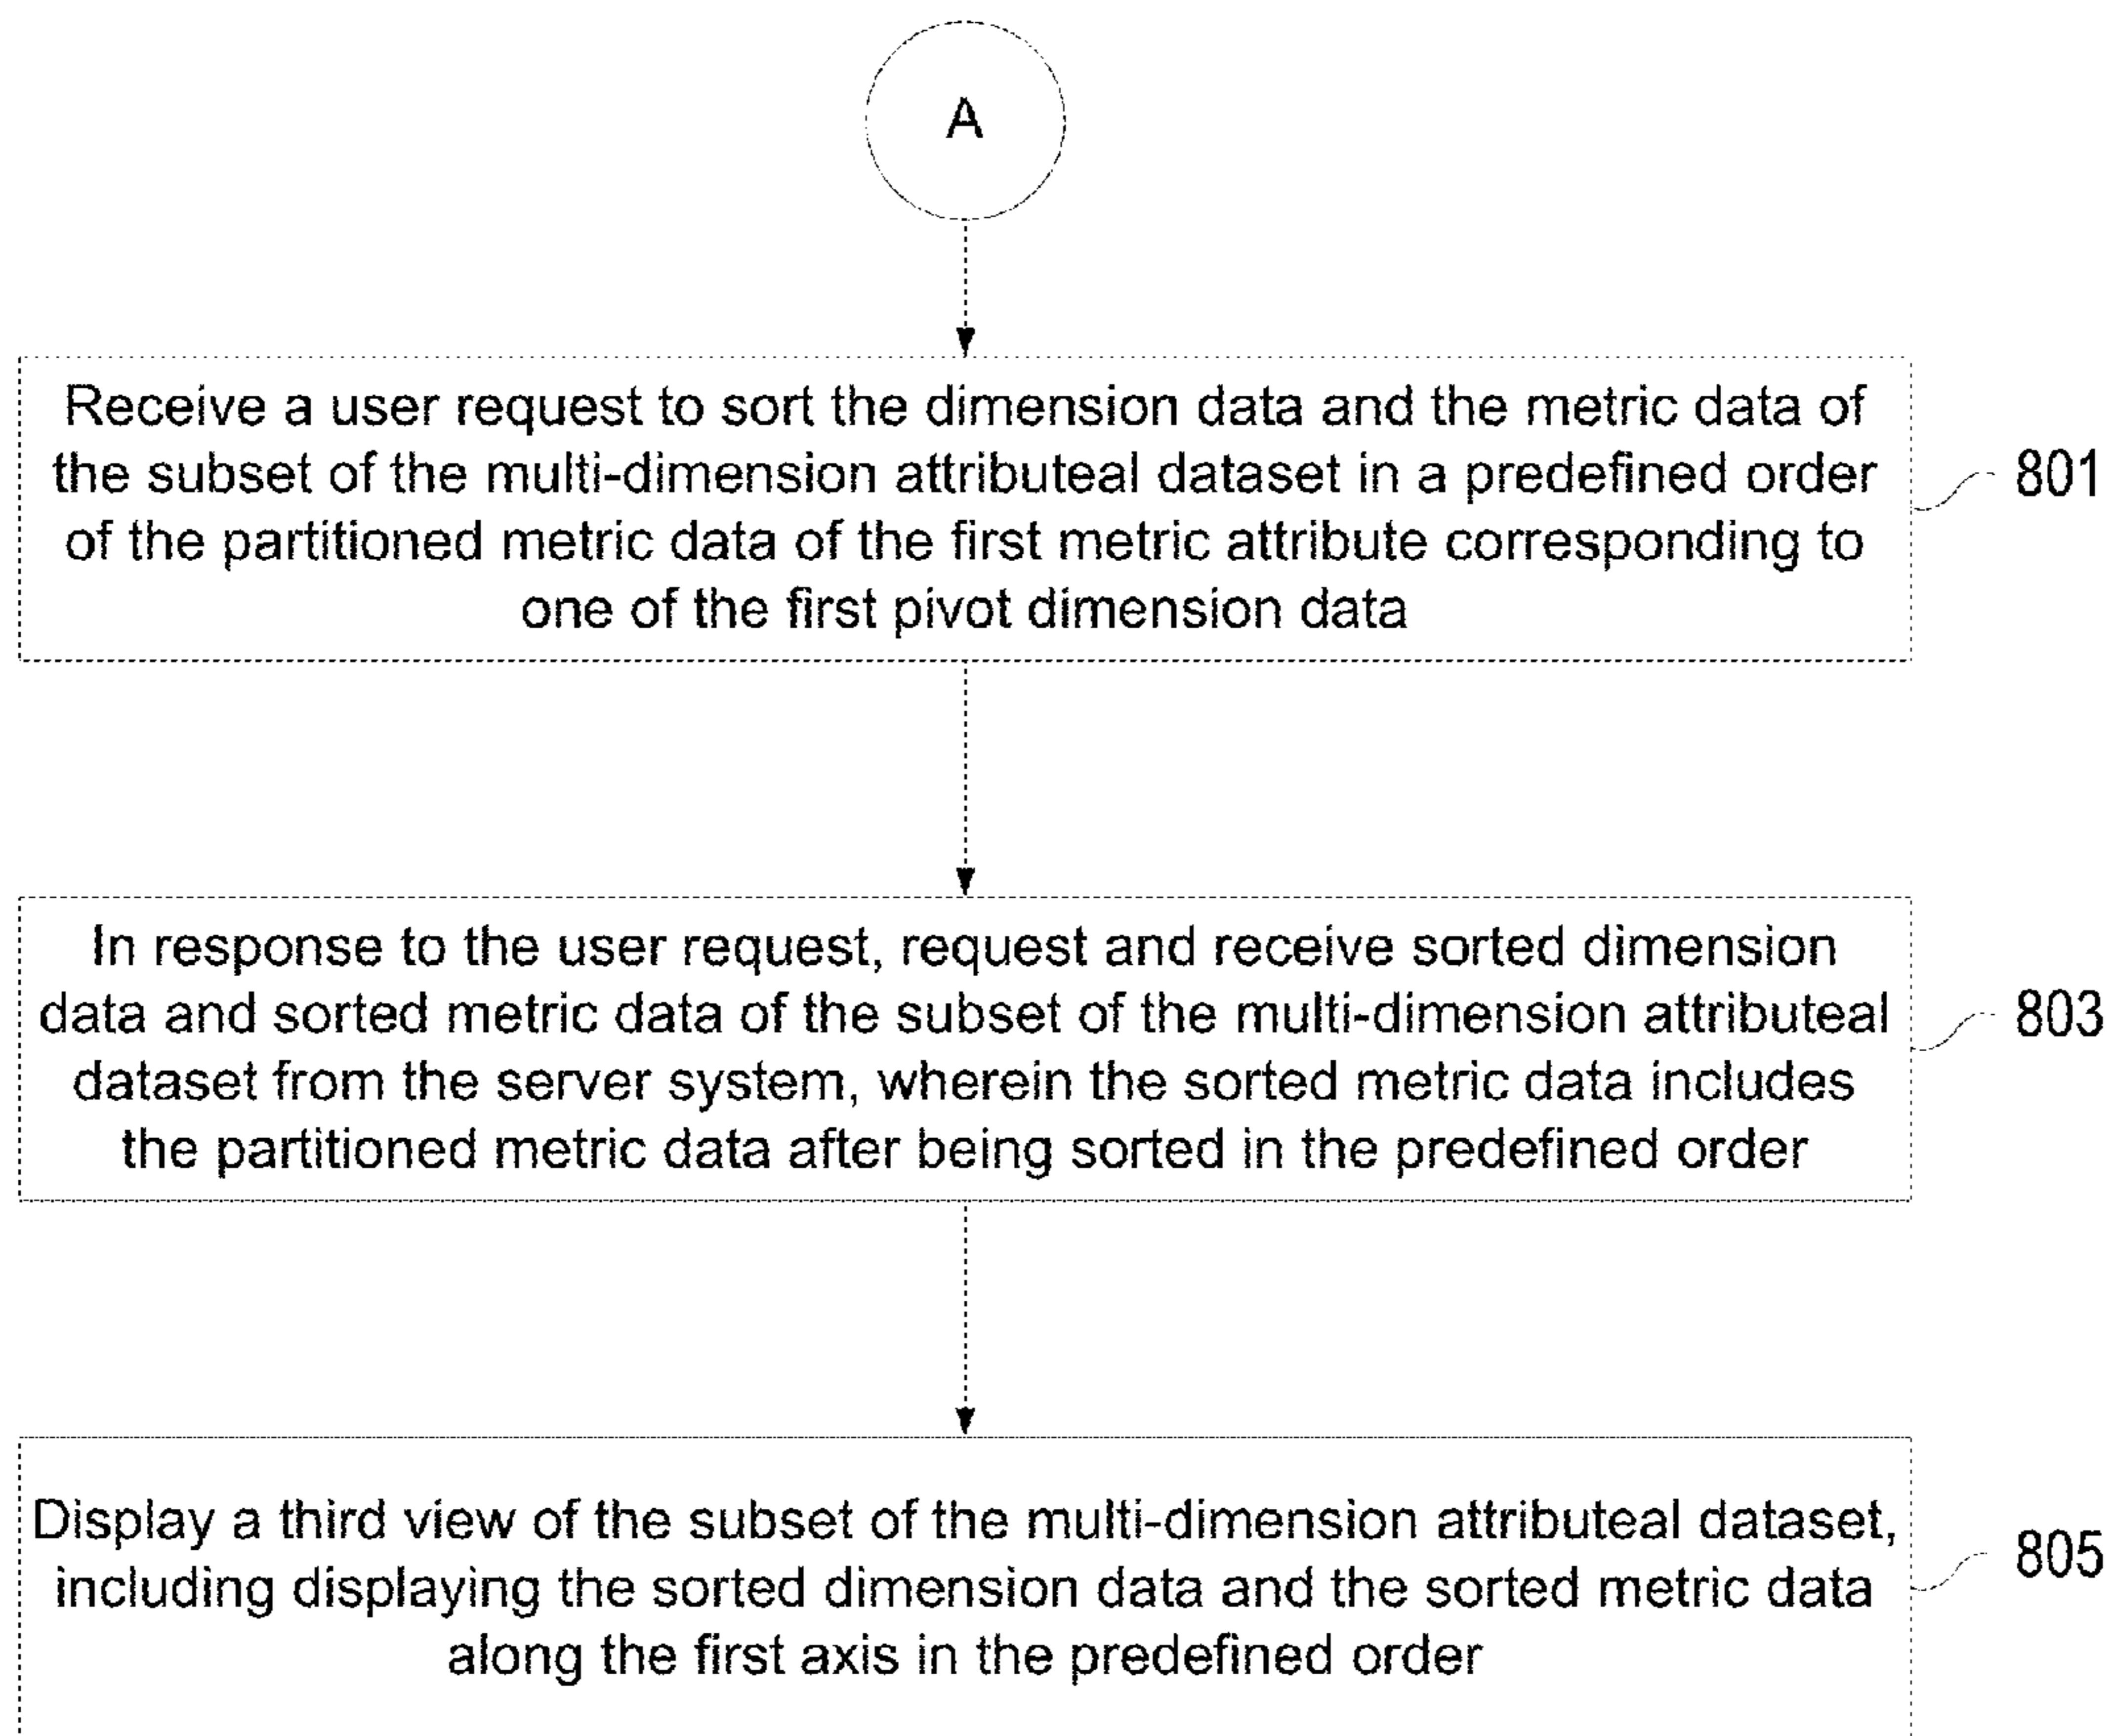 A
Receive a user request to sort the dimension data and the metric data of
the subset of the multi-dimension attributeal dataset in a predefined order
of the partitioned metric data of the first metric attribute corresponding to
one of the first pivot dimension data
801
In response to the user request, request and receive sorted dimension
data and sorted metric data of the subset of the multi-dimension attributeal
dataset from the server system, wherein the sorted metric data includes
the partitioned metric data after being sorted in the predefined order
803
Display a third view of the subset of the multi-dimension attributeal dataset,
including displaying the sorted dimension data and the sorted metric data
along the first axis in the predefined order
805